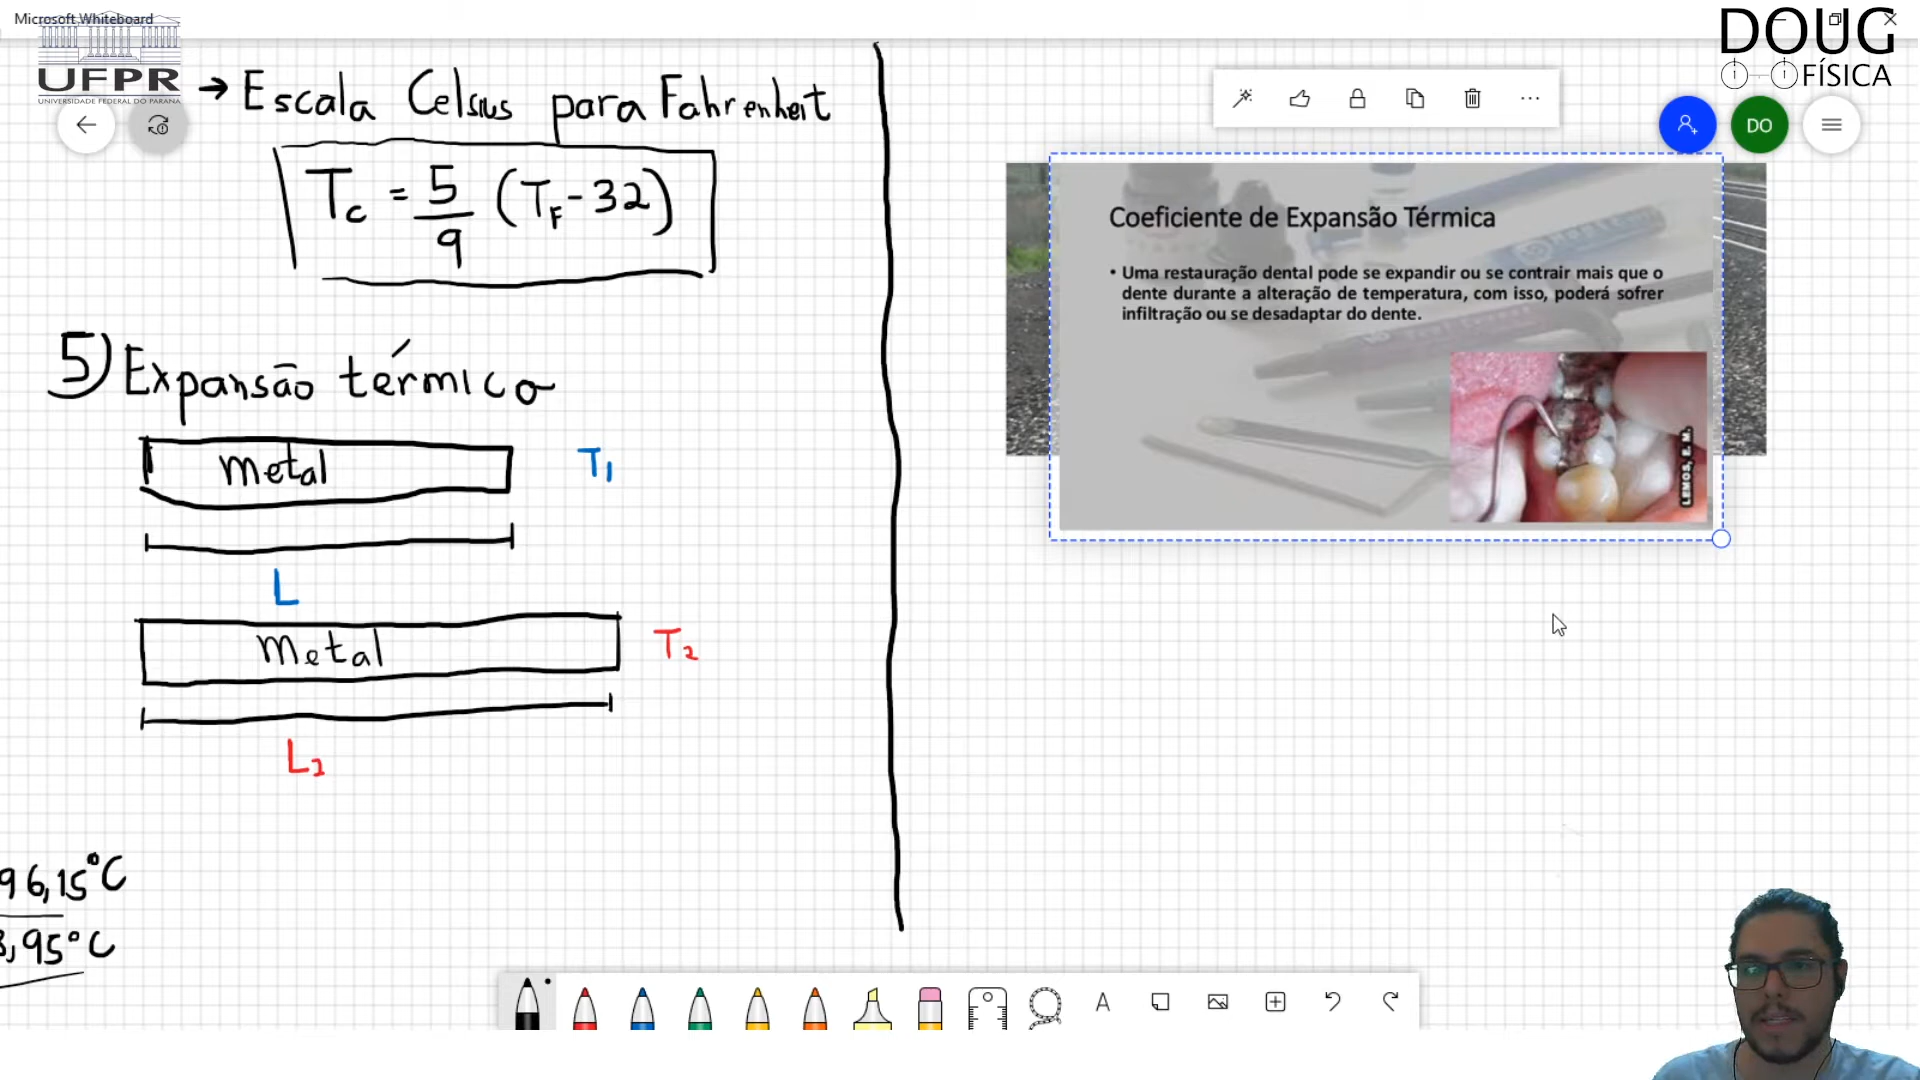 Microsoft Whiteboard
UFPR
UNIVERSIDADE FEDERAL DO PARANÁ
DOUG
FÍSICA
DO
→ Escala Celsius para Fahrenheit
Tc = 5/9 (TF - 32)
5) Expansão térmica
metal T1
L
metal T2
L2
96,15°C
,95°C
Coeficiente de Expansão Térmica
• Uma restauração dental pode se expandir ou se contrair mais que o
dente durante a alteração de temperatura, com isso, poderá sofrer
infiltração ou se desadaptar do dente.
LEMOS, E. M.
A